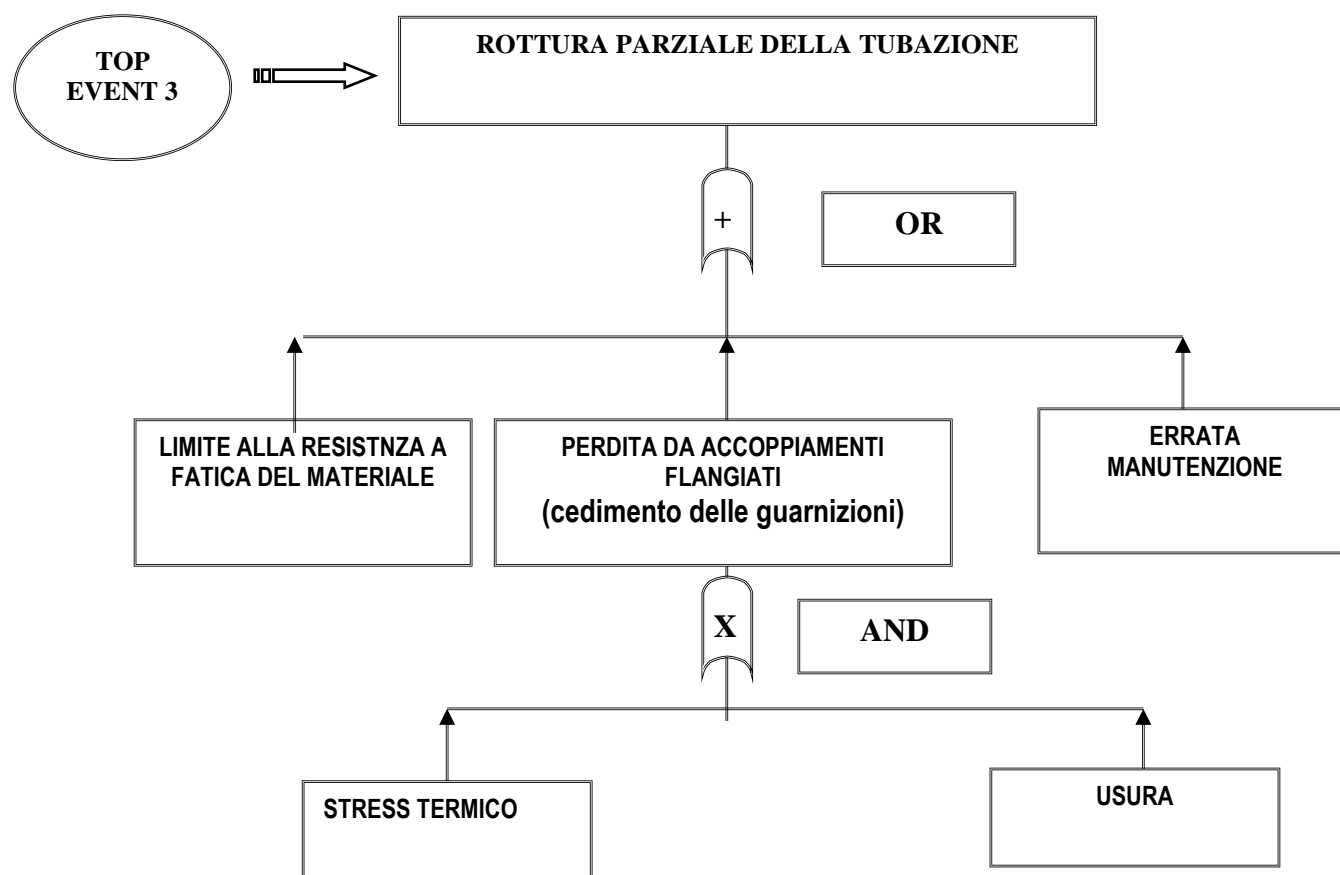 TOP
EVENT 3
ROTTURA PARZIALE DELLA TUBAZIONE
+
OR
LIMITE ALLA RESISTNZA A
FATICA DEL MATERIALE
PERDITA DA ACCOPPIAMENTI
FLANGIATI
(cedimento delle guarnizioni)
ERRATA
MANUTENZIONE
X
AND
STRESS TERMICO
USURA